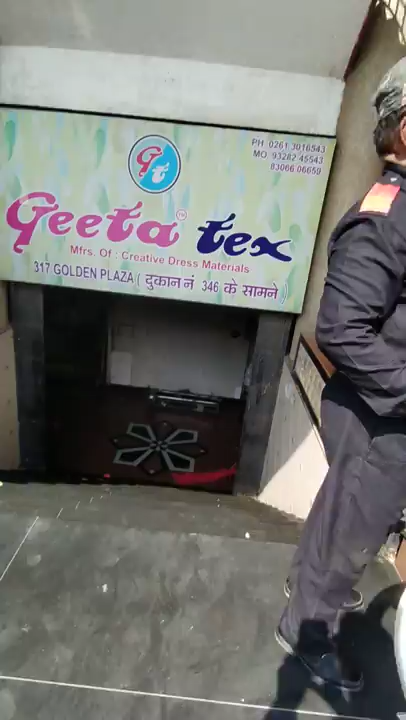 Gt
PH 0261 3016543
MO 93282 45543
83066 06659
Geeta tex
Mfrs. Of : Creative Dress Materials
317 GOLDEN PLAZA ( दुकान नं 346 के सामने )